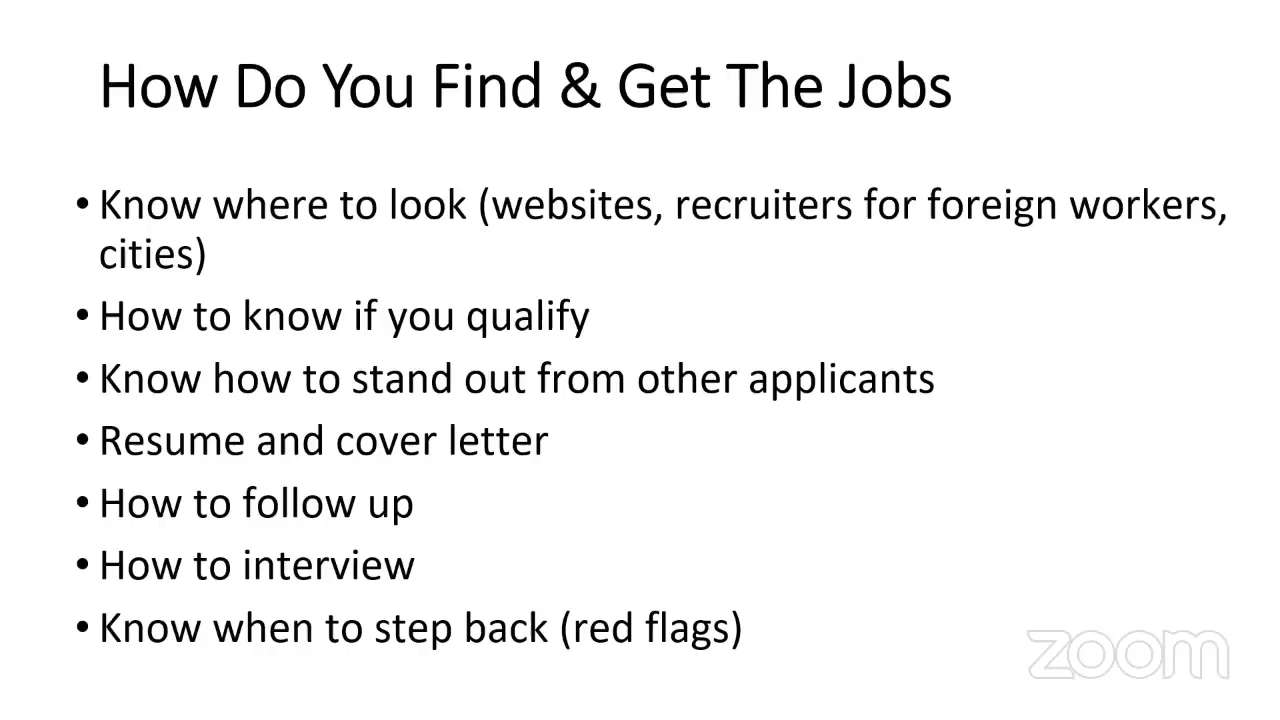 How Do You Find & Get The Jobs
• Know where to look (websites, recruiters for foreign workers,
cities)
• How to know if you qualify
• Know how to stand out from other applicants
• Resume and cover letter
• How to follow up
• How to interview
• Know when to step back (red flags)
zoom